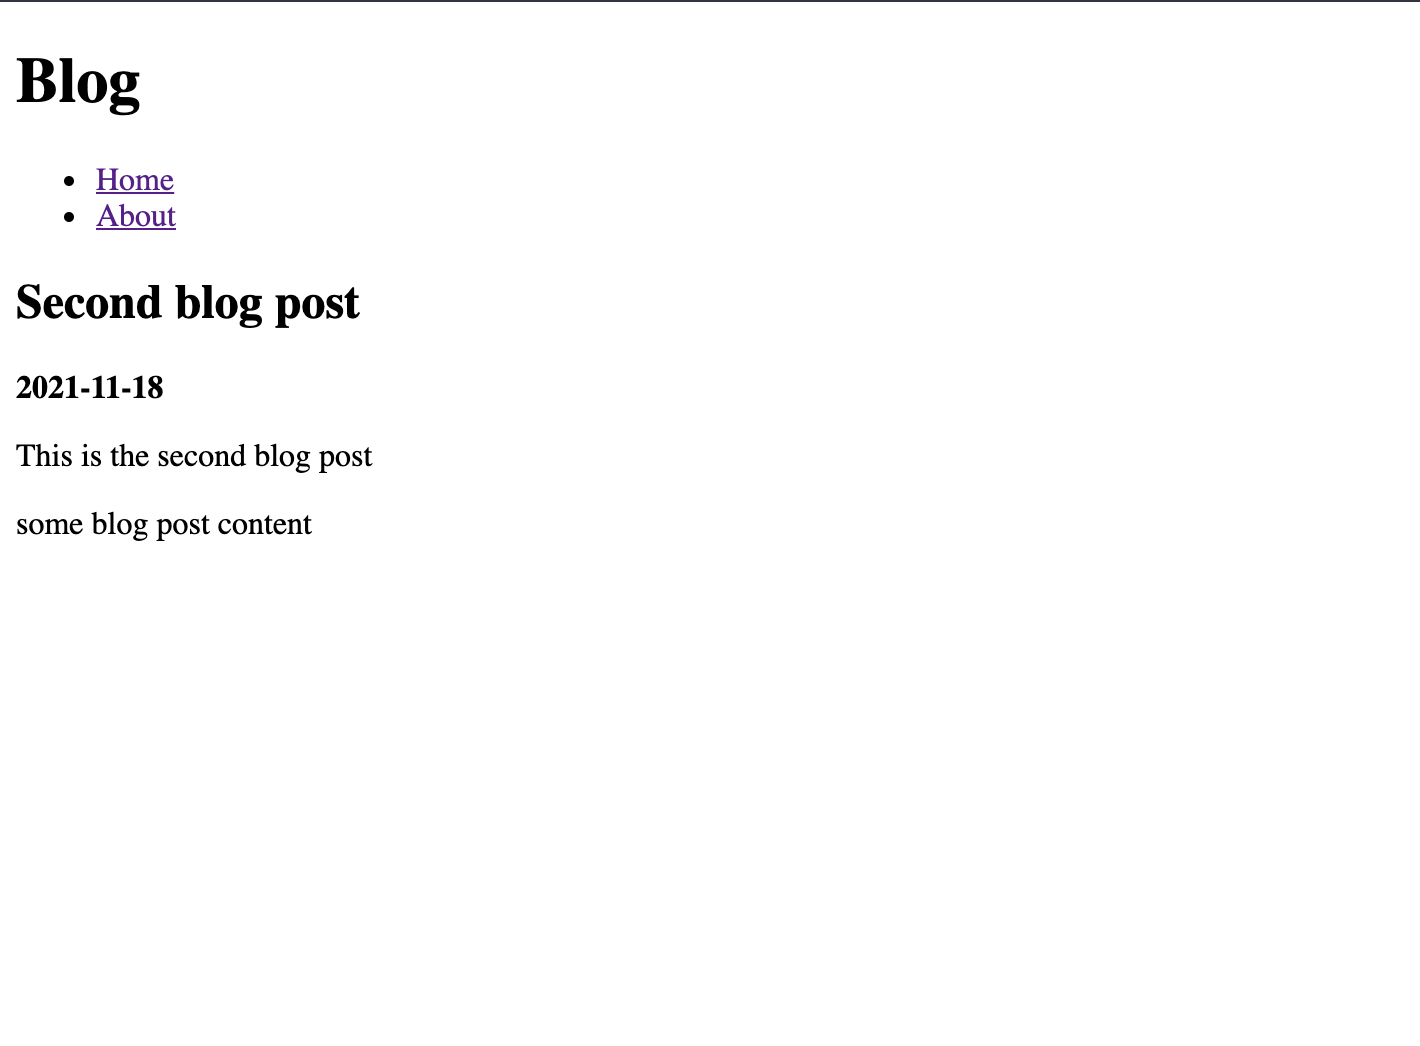 Blog
Home
About
Second blog post
2021-11-18
This is the second blog post
some blog post content